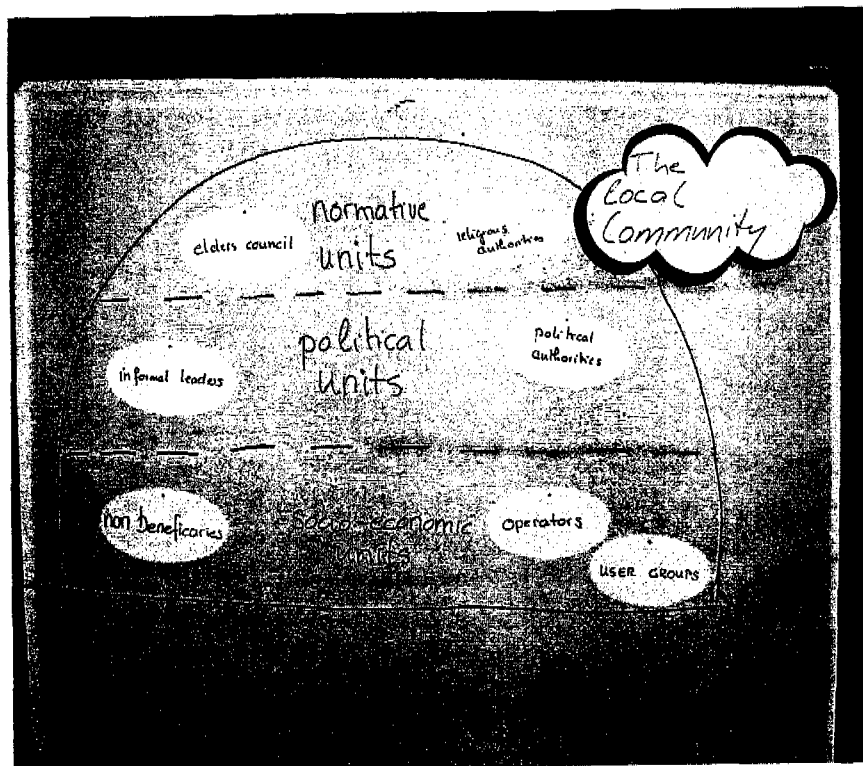 The
local
Community
normative
units
elders council
religious
authorities
political
units
informal leaders
political
authorities
socio-economic
units
non beneficaries
operators
USER GROUPS